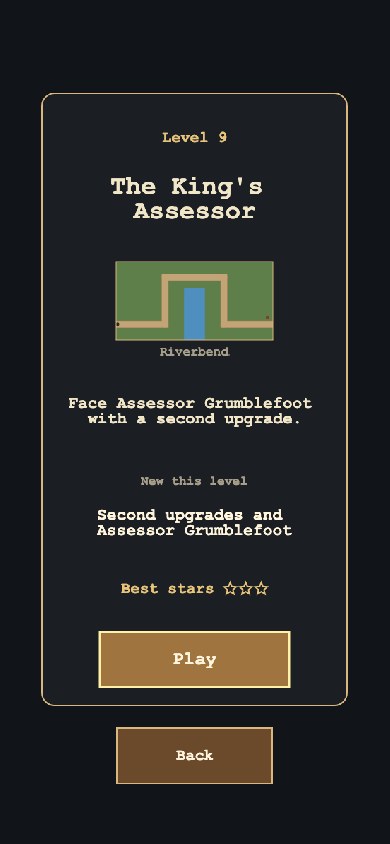 Level 9
The King's
Assessor
Riverbend
Face Assessor Grumblefoot
with a second upgrade.
New this level
Second upgrades and
Assessor Grumblefoot
Best stars ☆☆☆
Play
Back